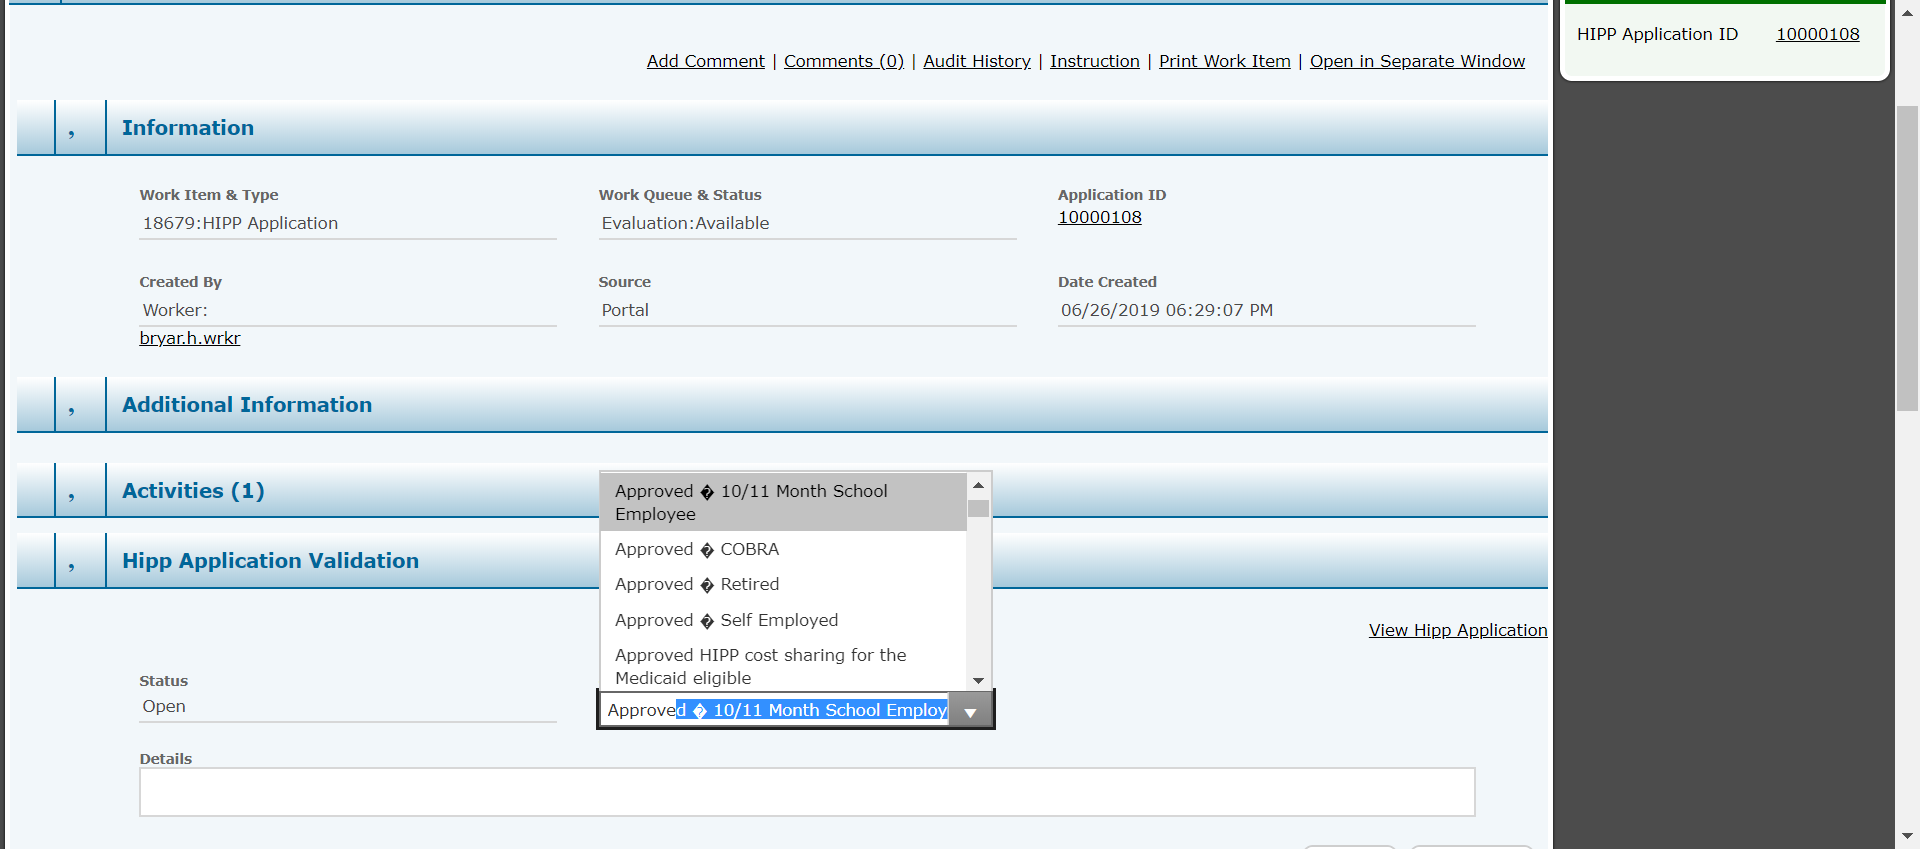 HIPP Application ID 10000108
Add Comment | Comments (0) | Audit History | Instruction | Print Work Item | Open in Separate Window
, Information
Work Item & Type Work Queue & Status Application ID
18679:HIPP Application Evaluation:Available 10000108
Created By Source Date Created
Worker: Portal 06/26/2019 06:29:07 PM
bryar.h.wrkr
, Additional Information
, Activities (1)
Approved � 10/11 Month School
Employee
Approved � COBRA
, Hipp Application Validation
Approved � Retired
Approved � Self Employed
View Hipp Application
Approved HIPP cost sharing for the
Medicaid eligible
Status
Open
Approved � 10/11 Month School Employ
Details